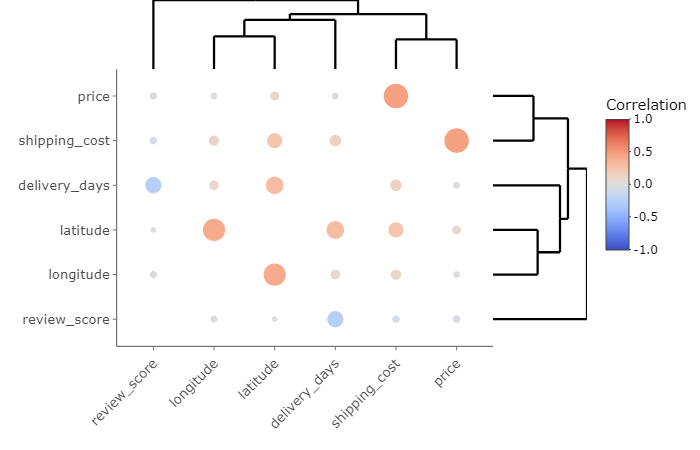 price
shipping_cost
delivery_days
latitude
longitude
review_score
review_score
longitude
latitude
delivery_days
shipping_cost
price
Correlation
1.0
0.5
0.0
-0.5
-1.0